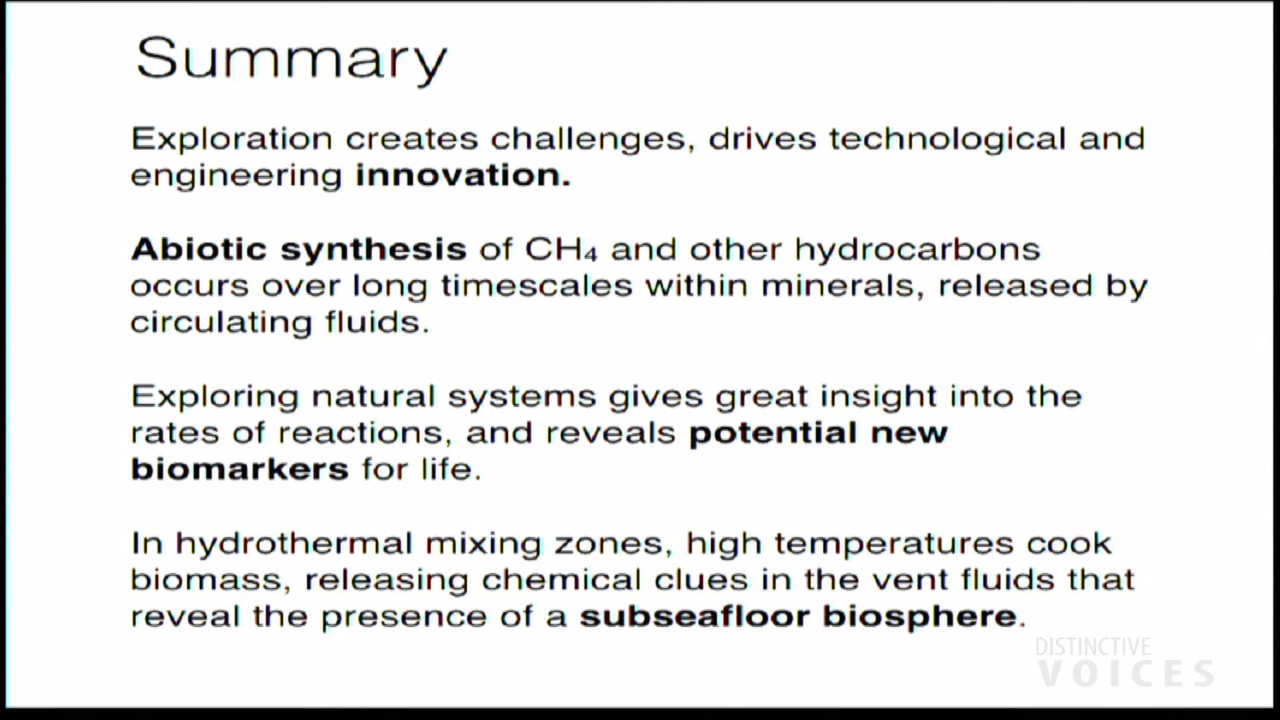 Summary
Exploration creates challenges, drives technological and
engineering innovation.
Abiotic synthesis of CH₄ and other hydrocarbons
occurs over long timescales within minerals, released by
circulating fluids.
Exploring natural systems gives great insight into the
rates of reactions, and reveals potential new
biomarkers for life.
In hydrothermal mixing zones, high temperatures cook
biomass, releasing chemical clues in the vent fluids that
reveal the presence of a subseafloor biosphere.
DISTINCTIVE
VOICES